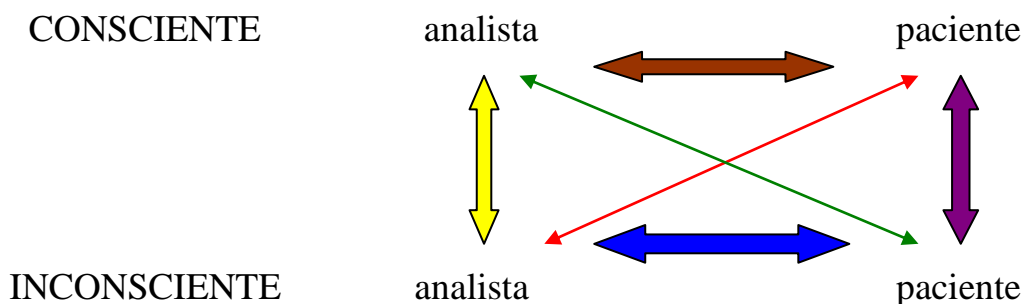 CONSCIENTE analista paciente
INCONSCIENTE analista paciente